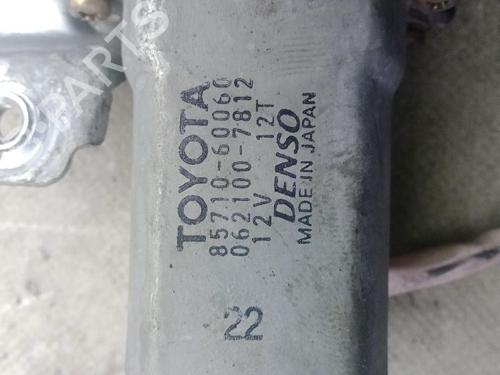 TOYOTA
85710-60060
062100-7812
12V 12T
DENSO
MADE IN JAPAN
22
PARTS